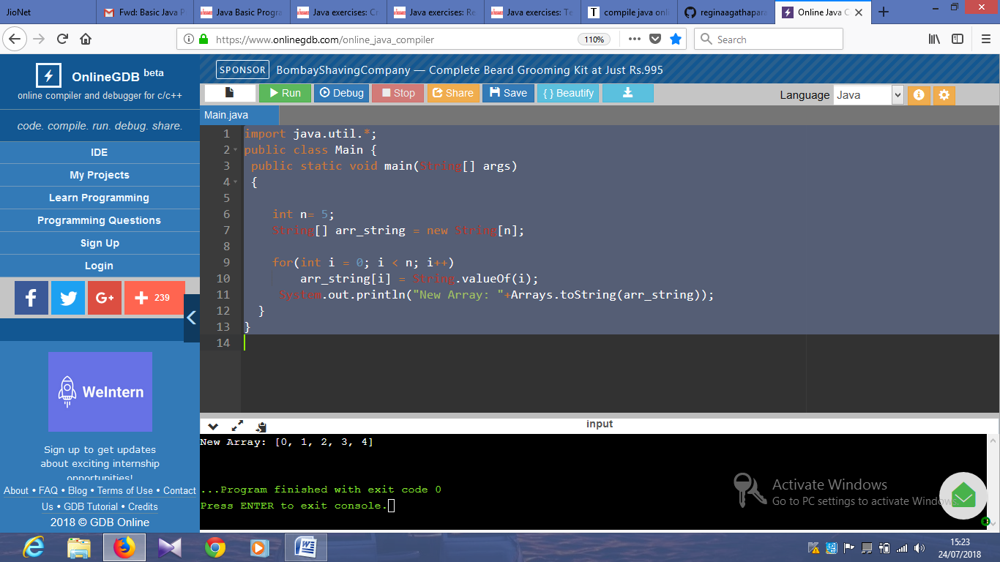 JioNet
Fwd: Basic Java P
Java Basic Progra
Java exercises: Cr
Java exercises: Re
Java exercises: Te
compile java onl
reginaagathapara
Online Java C
https://www.onlinegdb.com/online_java_compiler
110%
Search
OnlineGDB beta
online compiler and debugger for c/c++
code. compile. run. debug. share.
IDE
My Projects
Learn Programming
Programming Questions
Sign Up
Login
239
WeIntern
Sign up to get updates
about exciting internship
opportunities!
About • FAQ • Blog • Terms of Use • Contact
Us • GDB Tutorial • Credits
2018 © GDB Online
SPONSOR BombayShavingCompany — Complete Beard Grooming Kit at Just Rs.995
Run Debug Stop Share Save { } Beautify
Language Java
Main.java
1 import java.util.*;
2 public class Main {
3 public static void main(String[] args)
4 {
5
6 int n= 5;
7 String[] arr_string = new String[n];
8
9 for(int i = 0; i < n; i++)
10 arr_string[i] = String.valueOf(i);
11 System.out.println("New Array: "+Arrays.toString(arr_string));
12 }
13 }
14
input
New Array: [0, 1, 2, 3, 4]
...Program finished with exit code 0
Press ENTER to exit console.
Activate Windows
Go to PC settings to activate Windows.
15:23
24/07/2018